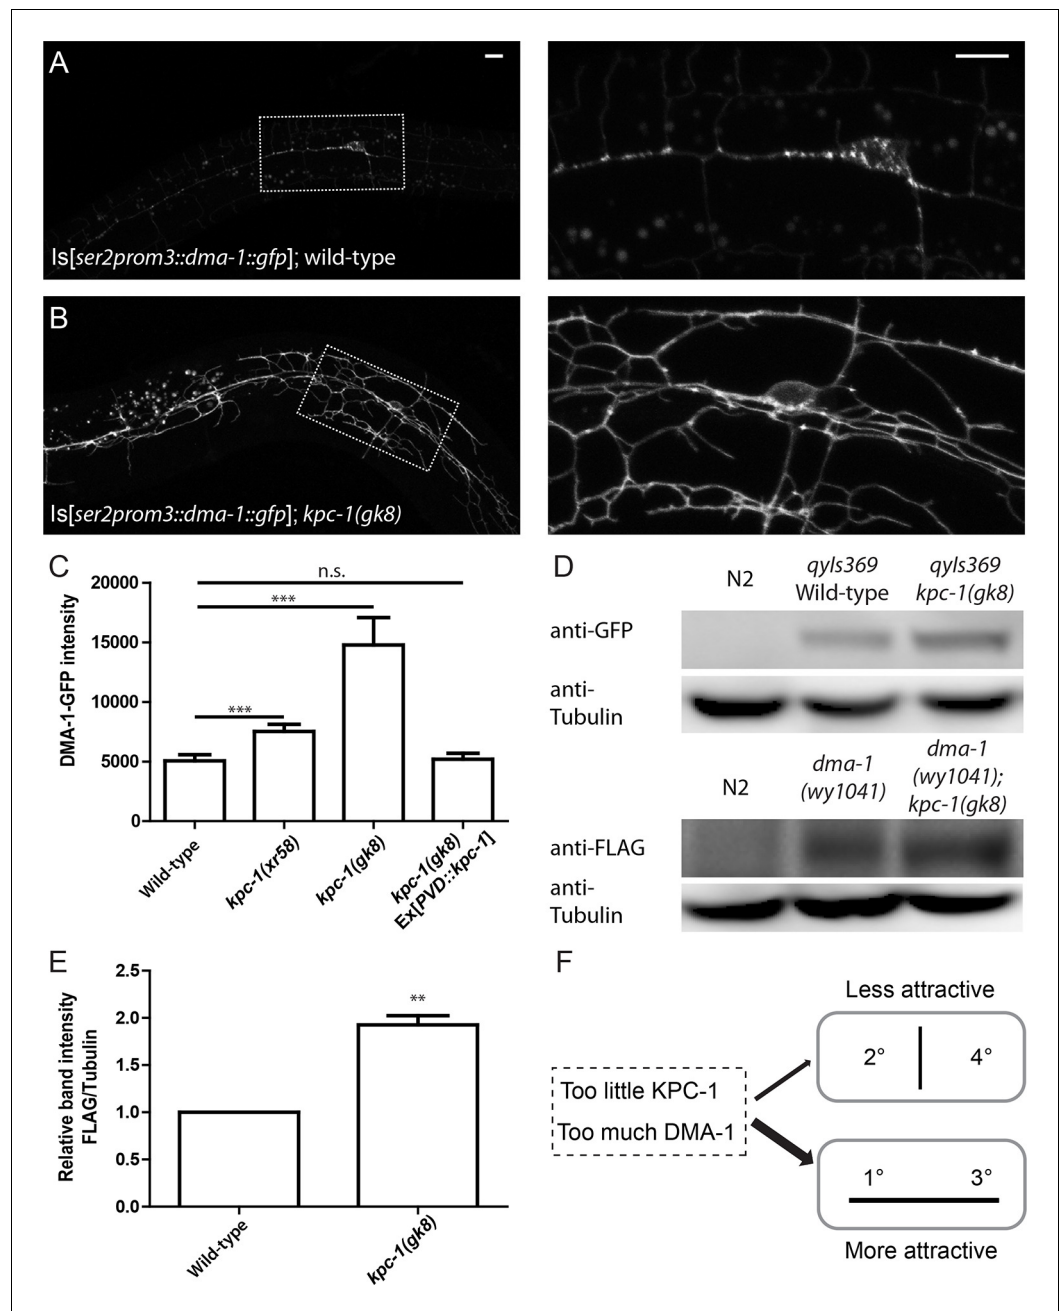 A
Is[ser2prom3::dma-1::gfp]; wild-type
B
Is[ser2prom3::dma-1::gfp]; kpc-1(gk8)
C
DMA-1-GFP intensity
20000
15000
10000
5000
0
n.s.
***
***
Wild-type
kpc-1(xr58)
kpc-1(gk8)
kpc-1(gk8)
Ex[PVD::kpc-1]
D
N2
qyIs369
Wild-type
qyIs369
kpc-1(gk8)
anti-GFP
anti-
Tubulin
N2
dma-1
(wy1041)
dma-1
(wy1041);
kpc-1(gk8)
anti-FLAG
anti-
Tubulin
E
Relative band intensity
FLAG/Tubulin
2.5
2.0
1.5
1.0
0.5
0.0
**
Wild-type
kpc-1(gk8)
F
Less attractive
2° 4°
Too little KPC-1
Too much DMA-1
1° 3°
More attractive